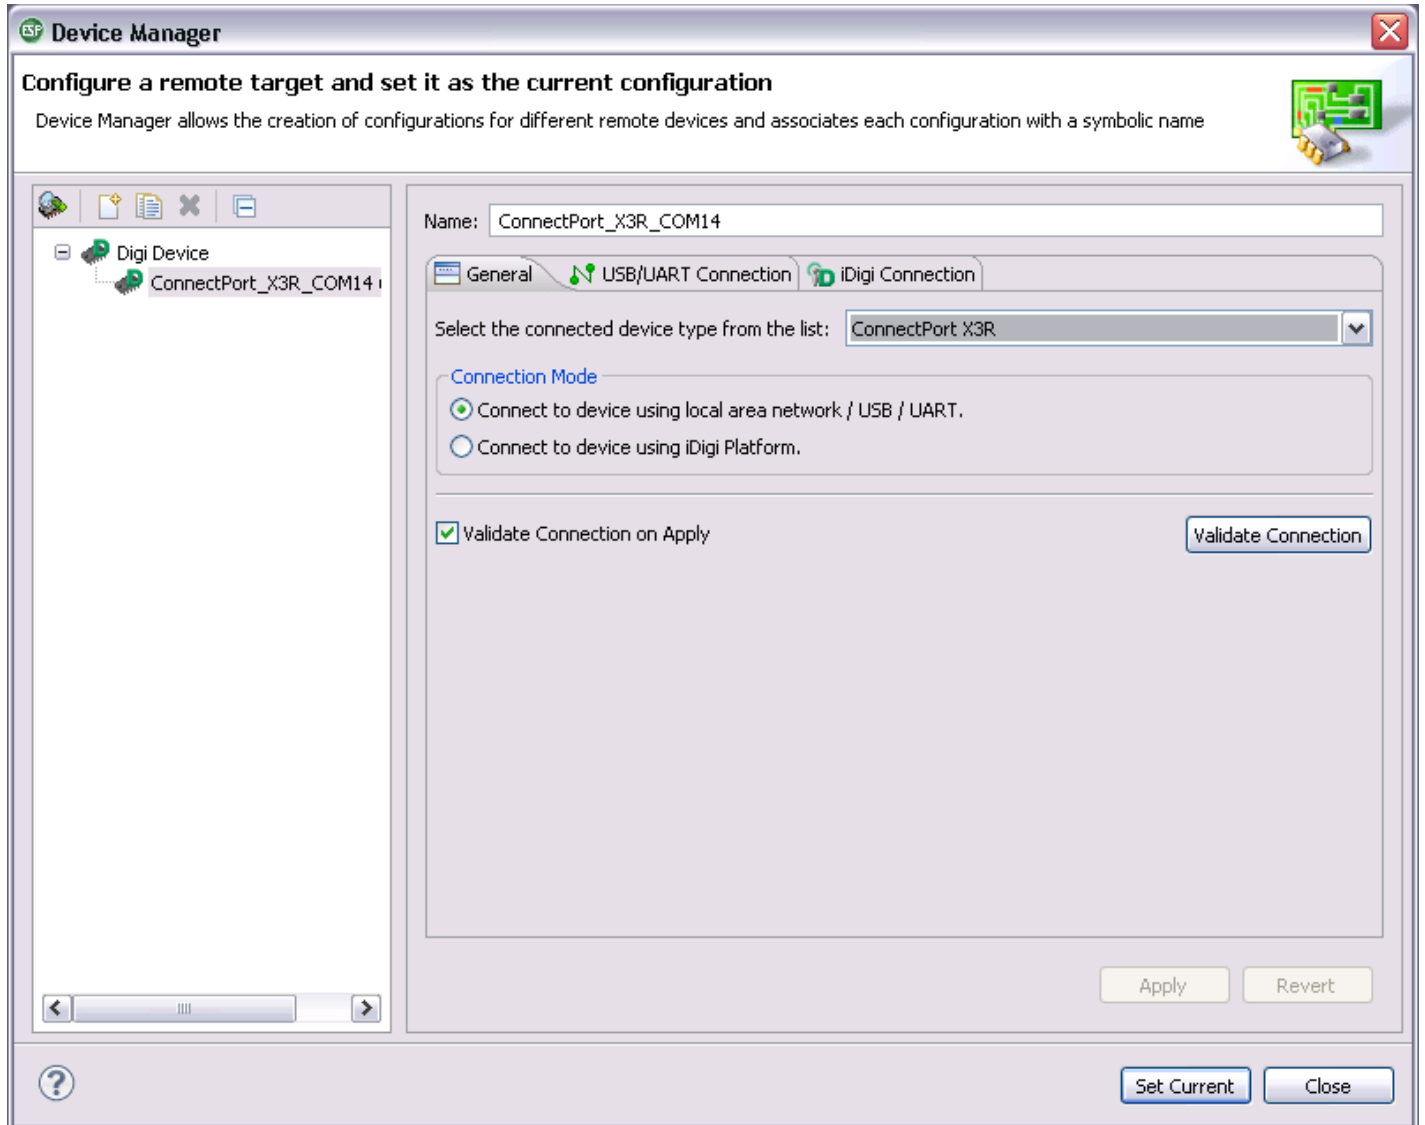 ESP Device Manager
Configure a remote target and set it as the current configuration
Device Manager allows the creation of configurations for different remote devices and associates each configuration with a symbolic name
Digi Device
ConnectPort_X3R_COM14
Name: ConnectPort_X3R_COM14
General USB/UART Connection iDigi Connection
Select the connected device type from the list: ConnectPort X3R
Connection Mode
Connect to device using local area network / USB / UART.
Connect to device using iDigi Platform.
Validate Connection on Apply Validate Connection
Apply Revert
? Set Current Close